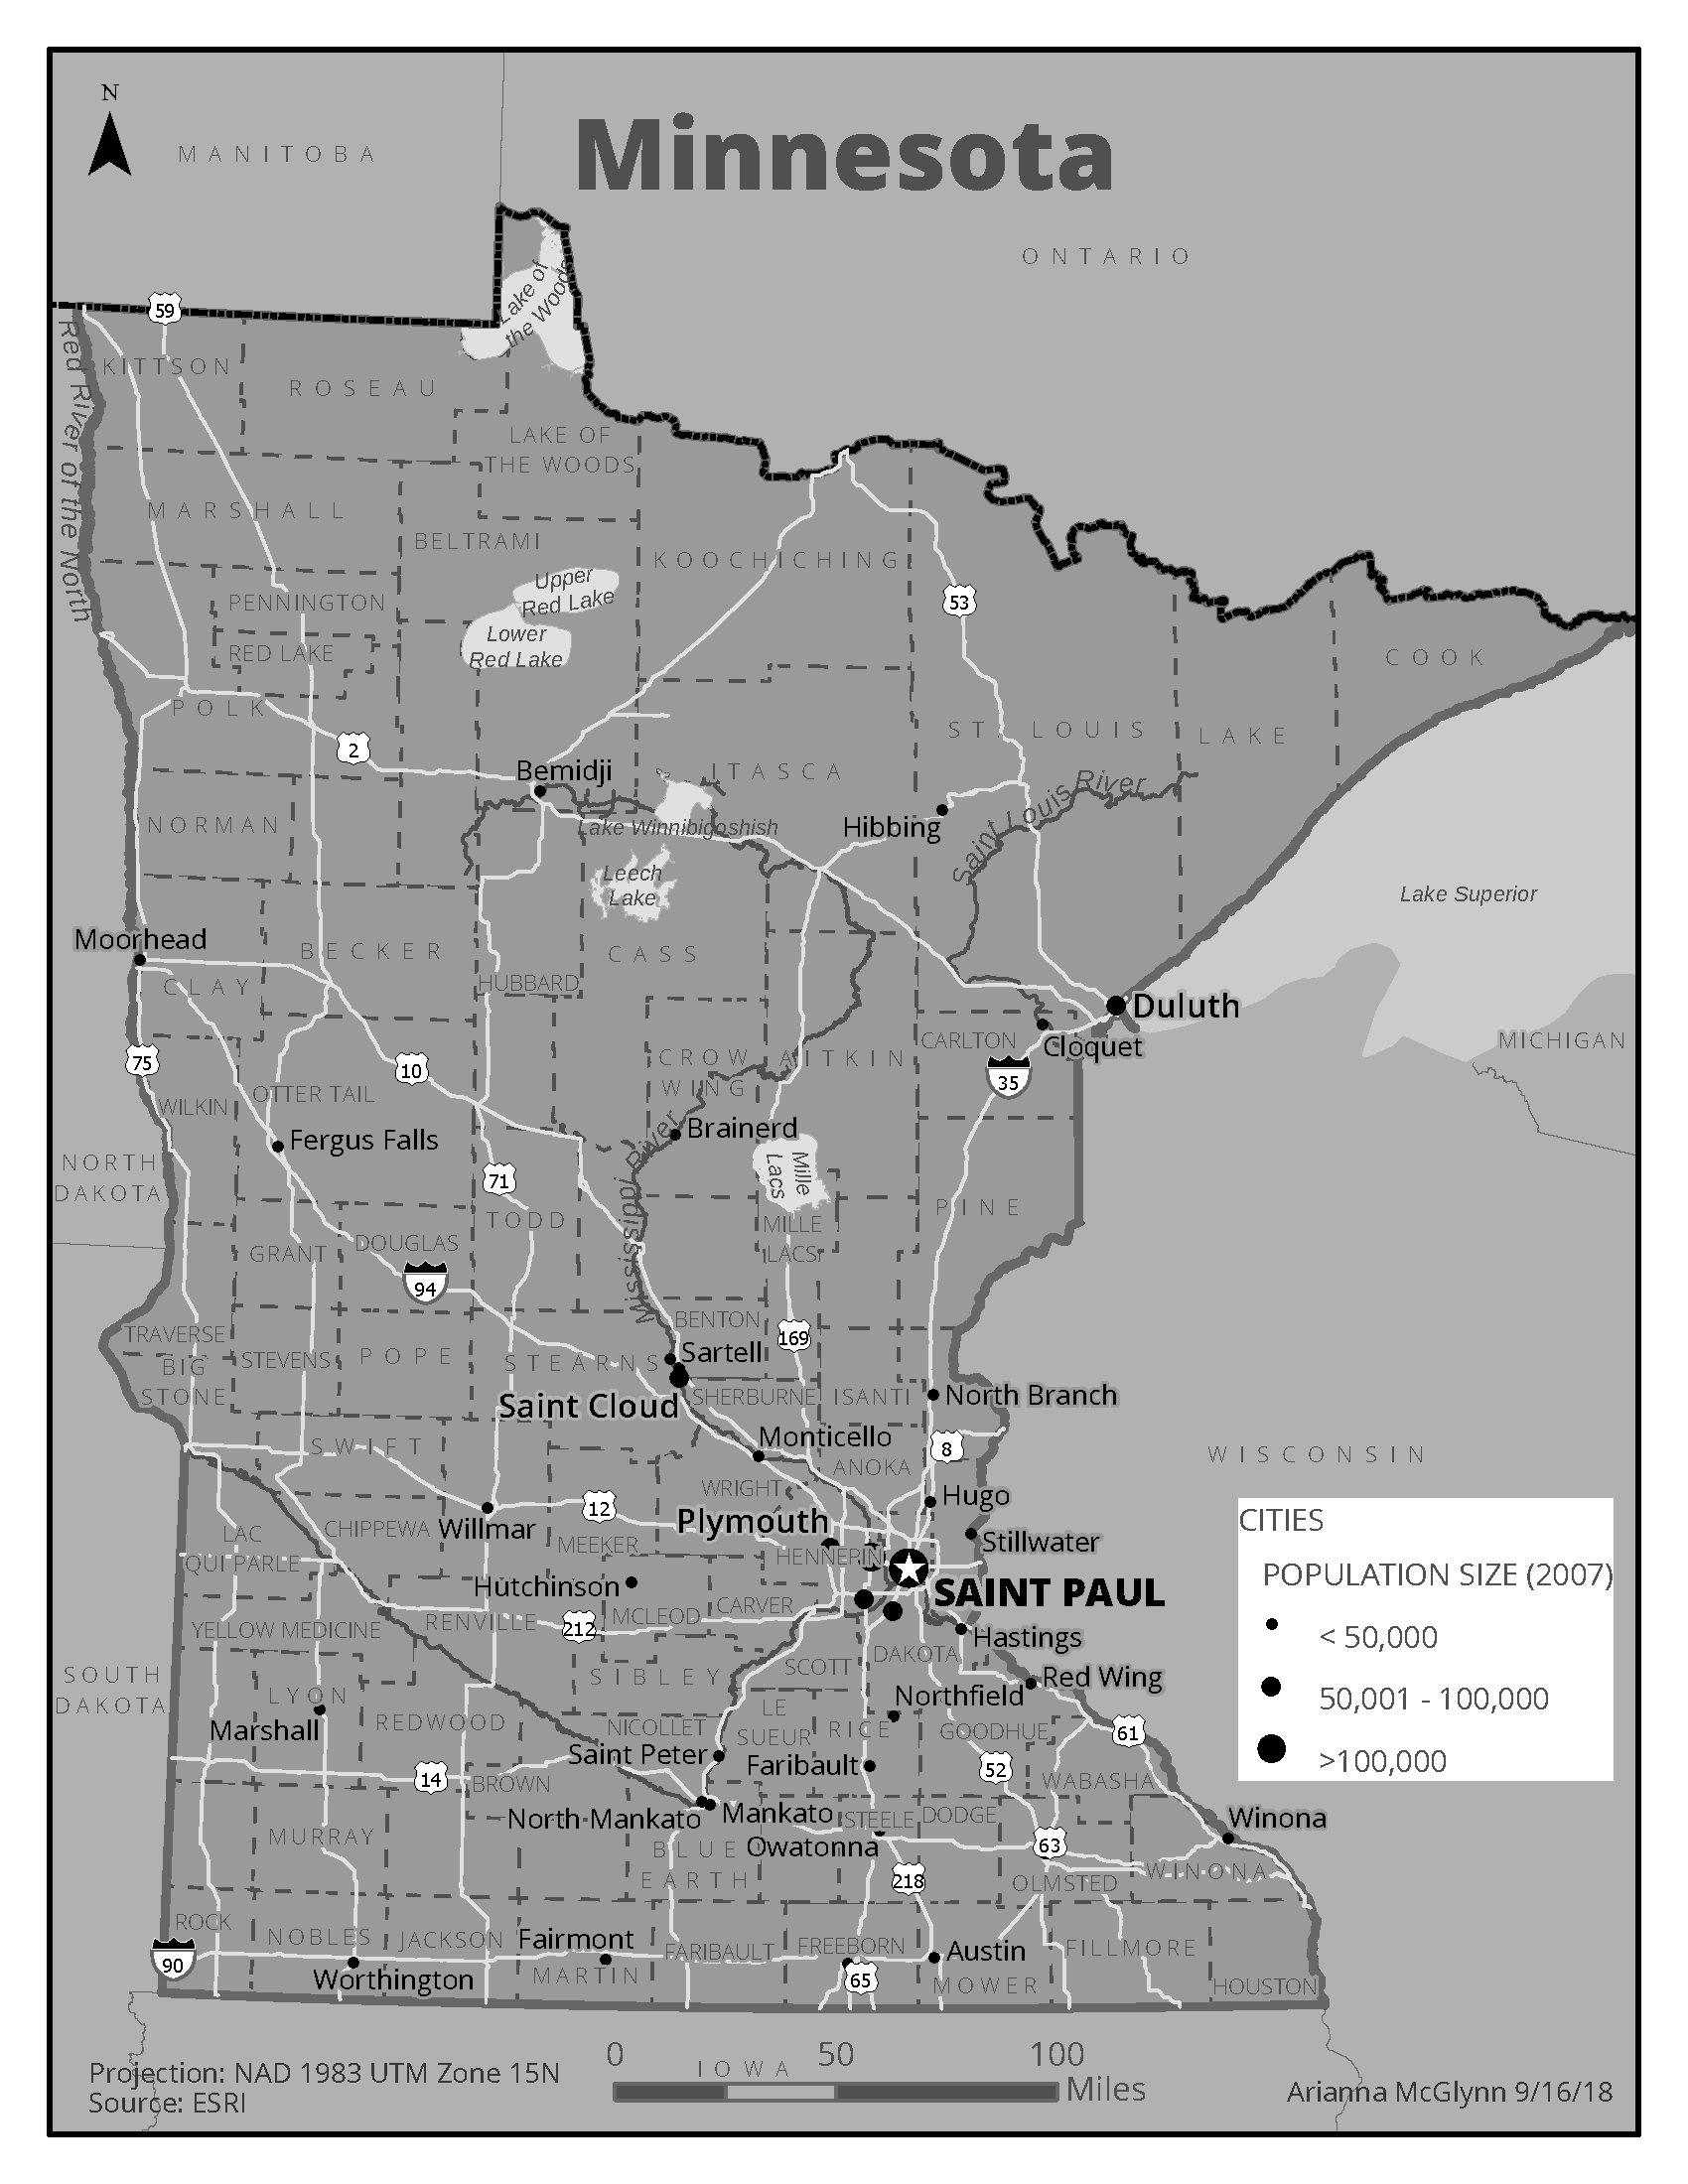 N
MANITOBA
Minnesota
ONTARIO
59
Lake of
the Woods
Red River of the North
KITTSON
ROSEAU
LAKE OF
THE WOODS
MARSHALL
BELTRAMI
KOOCHICHING
Upper
Red Lake
PENNINGTON
53
Lower
Red Lake
RED LAKE
COOK
POLK
ST. LOUIS
LAKE
2
Bemidji
ITASCA
Saint Louis River
NORMAN
Lake Winnibigoshish
Hibbing
Leech
Lake
Lake Superior
Moorhead
BECKER
CASS
CLAY
HUBBARD
Duluth
CARLTON
Cloquet
MICHIGAN
75
10
CROW
WING
AITKIN
35
OTTER TAIL
WILKIN
Brainerd
Fergus Falls
NORTH
DAKOTA
71
Mille
Lacs
Mississippi River
TODD
PINE
MILLE
LACS
GRANT
DOUGLAS
94
BENTON
TRAVERSE
169
BIG
STONE
STEVENS
POPE
STEARNS
Sartell
Saint Cloud
SHERBURNE
ISANTI
North Branch
SWIFT
Monticello
8
WISCONSIN
ANOKA
WRIGHT
Hugo
12
CHIPPEWA
Willmar
Plymouth
LAC
QUI PARLE
MEEKER
HENNEPIN
Stillwater
Hutchinson
SAINT PAUL
MCLEOD
CARVER
YELLOW MEDICINE
RENVILLE
212
Hastings
DAKOTA
SCOTT
SOUTH
DAKOTA
SIBLEY
Red Wing
LYON
Northfield
Marshall
REDWOOD
NICOLLET
LE
SUEUR
RICE
GOODHUE
61
Saint Peter
Faribault
52
14
BROWN
WABASHA
North Mankato
Mankato
STEELE
DODGE
Winona
MURRAY
BLUE
EARTH
Owatonna
63
218
OLMSTED
WINONA
ROCK
NOBLES
JACKSON
Fairmont
FARIBAULT
FREEBORN
Austin
FILLMORE
90
Worthington
MARTIN
65
MOWER
HOUSTON
CITIES
POPULATION SIZE (2007)
< 50,000
50,001 - 100,000
>100,000
0 50 100
IOWA
Miles
Projection: NAD 1983 UTM Zone 15N
Source: ESRI
Arianna McGlynn 9/16/18